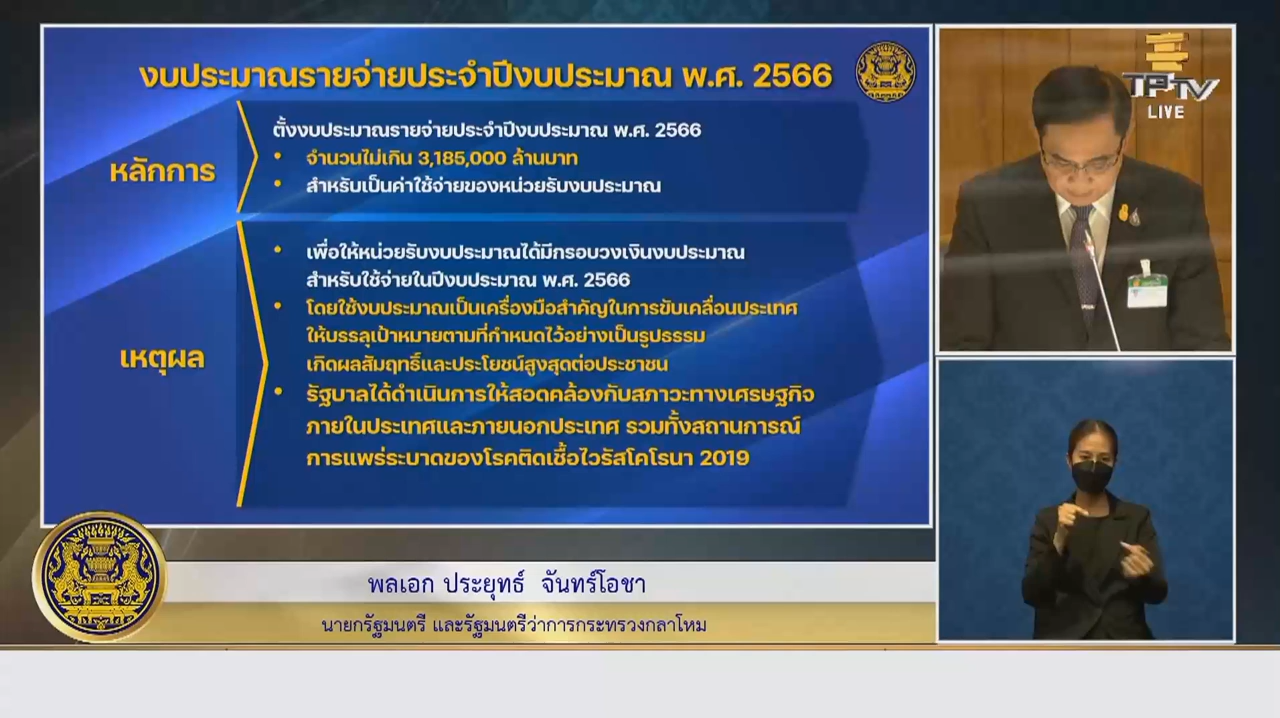 งบประมาณรายจ่ายประจำปีงบประมาณ พ.ศ. 2566
หลักการ
ตั้งงบประมาณรายจ่ายประจำปีงบประมาณ พ.ศ. 2566
• จำนวนไม่เกิน 3,185,000 ล้านบาท
• สำหรับเป็นค่าใช้จ่ายของหน่วยรับงบประมาณ
เหตุผล
• เพื่อให้หน่วยรับงบประมาณได้มีกรอบวงเงินงบประมาณ
สำหรับใช้จ่ายในปีงบประมาณ พ.ศ. 2566
• โดยใช้งบประมาณเป็นเครื่องมือสำคัญในการขับเคลื่อนประเทศ
ให้บรรลุเป้าหมายตามที่กำหนดไว้อย่างเป็นรูปธรรม
เกิดผลสัมฤทธิ์และประโยชน์สูงสุดต่อประชาชน
• รัฐบาลได้ดำเนินการให้สอดคล้องกับสภาวะทางเศรษฐกิจ
ภายในประเทศและภายนอกประเทศ รวมทั้งสถานการณ์
การแพร่ระบาดของโรคติดเชื้อไวรัสโคโรนา 2019
TPTV
LIVE
พลเอก ประยุทธ์ จันทร์โอชา
นายกรัฐมนตรี และรัฐมนตรีว่าการกระทรวงกลาโหม